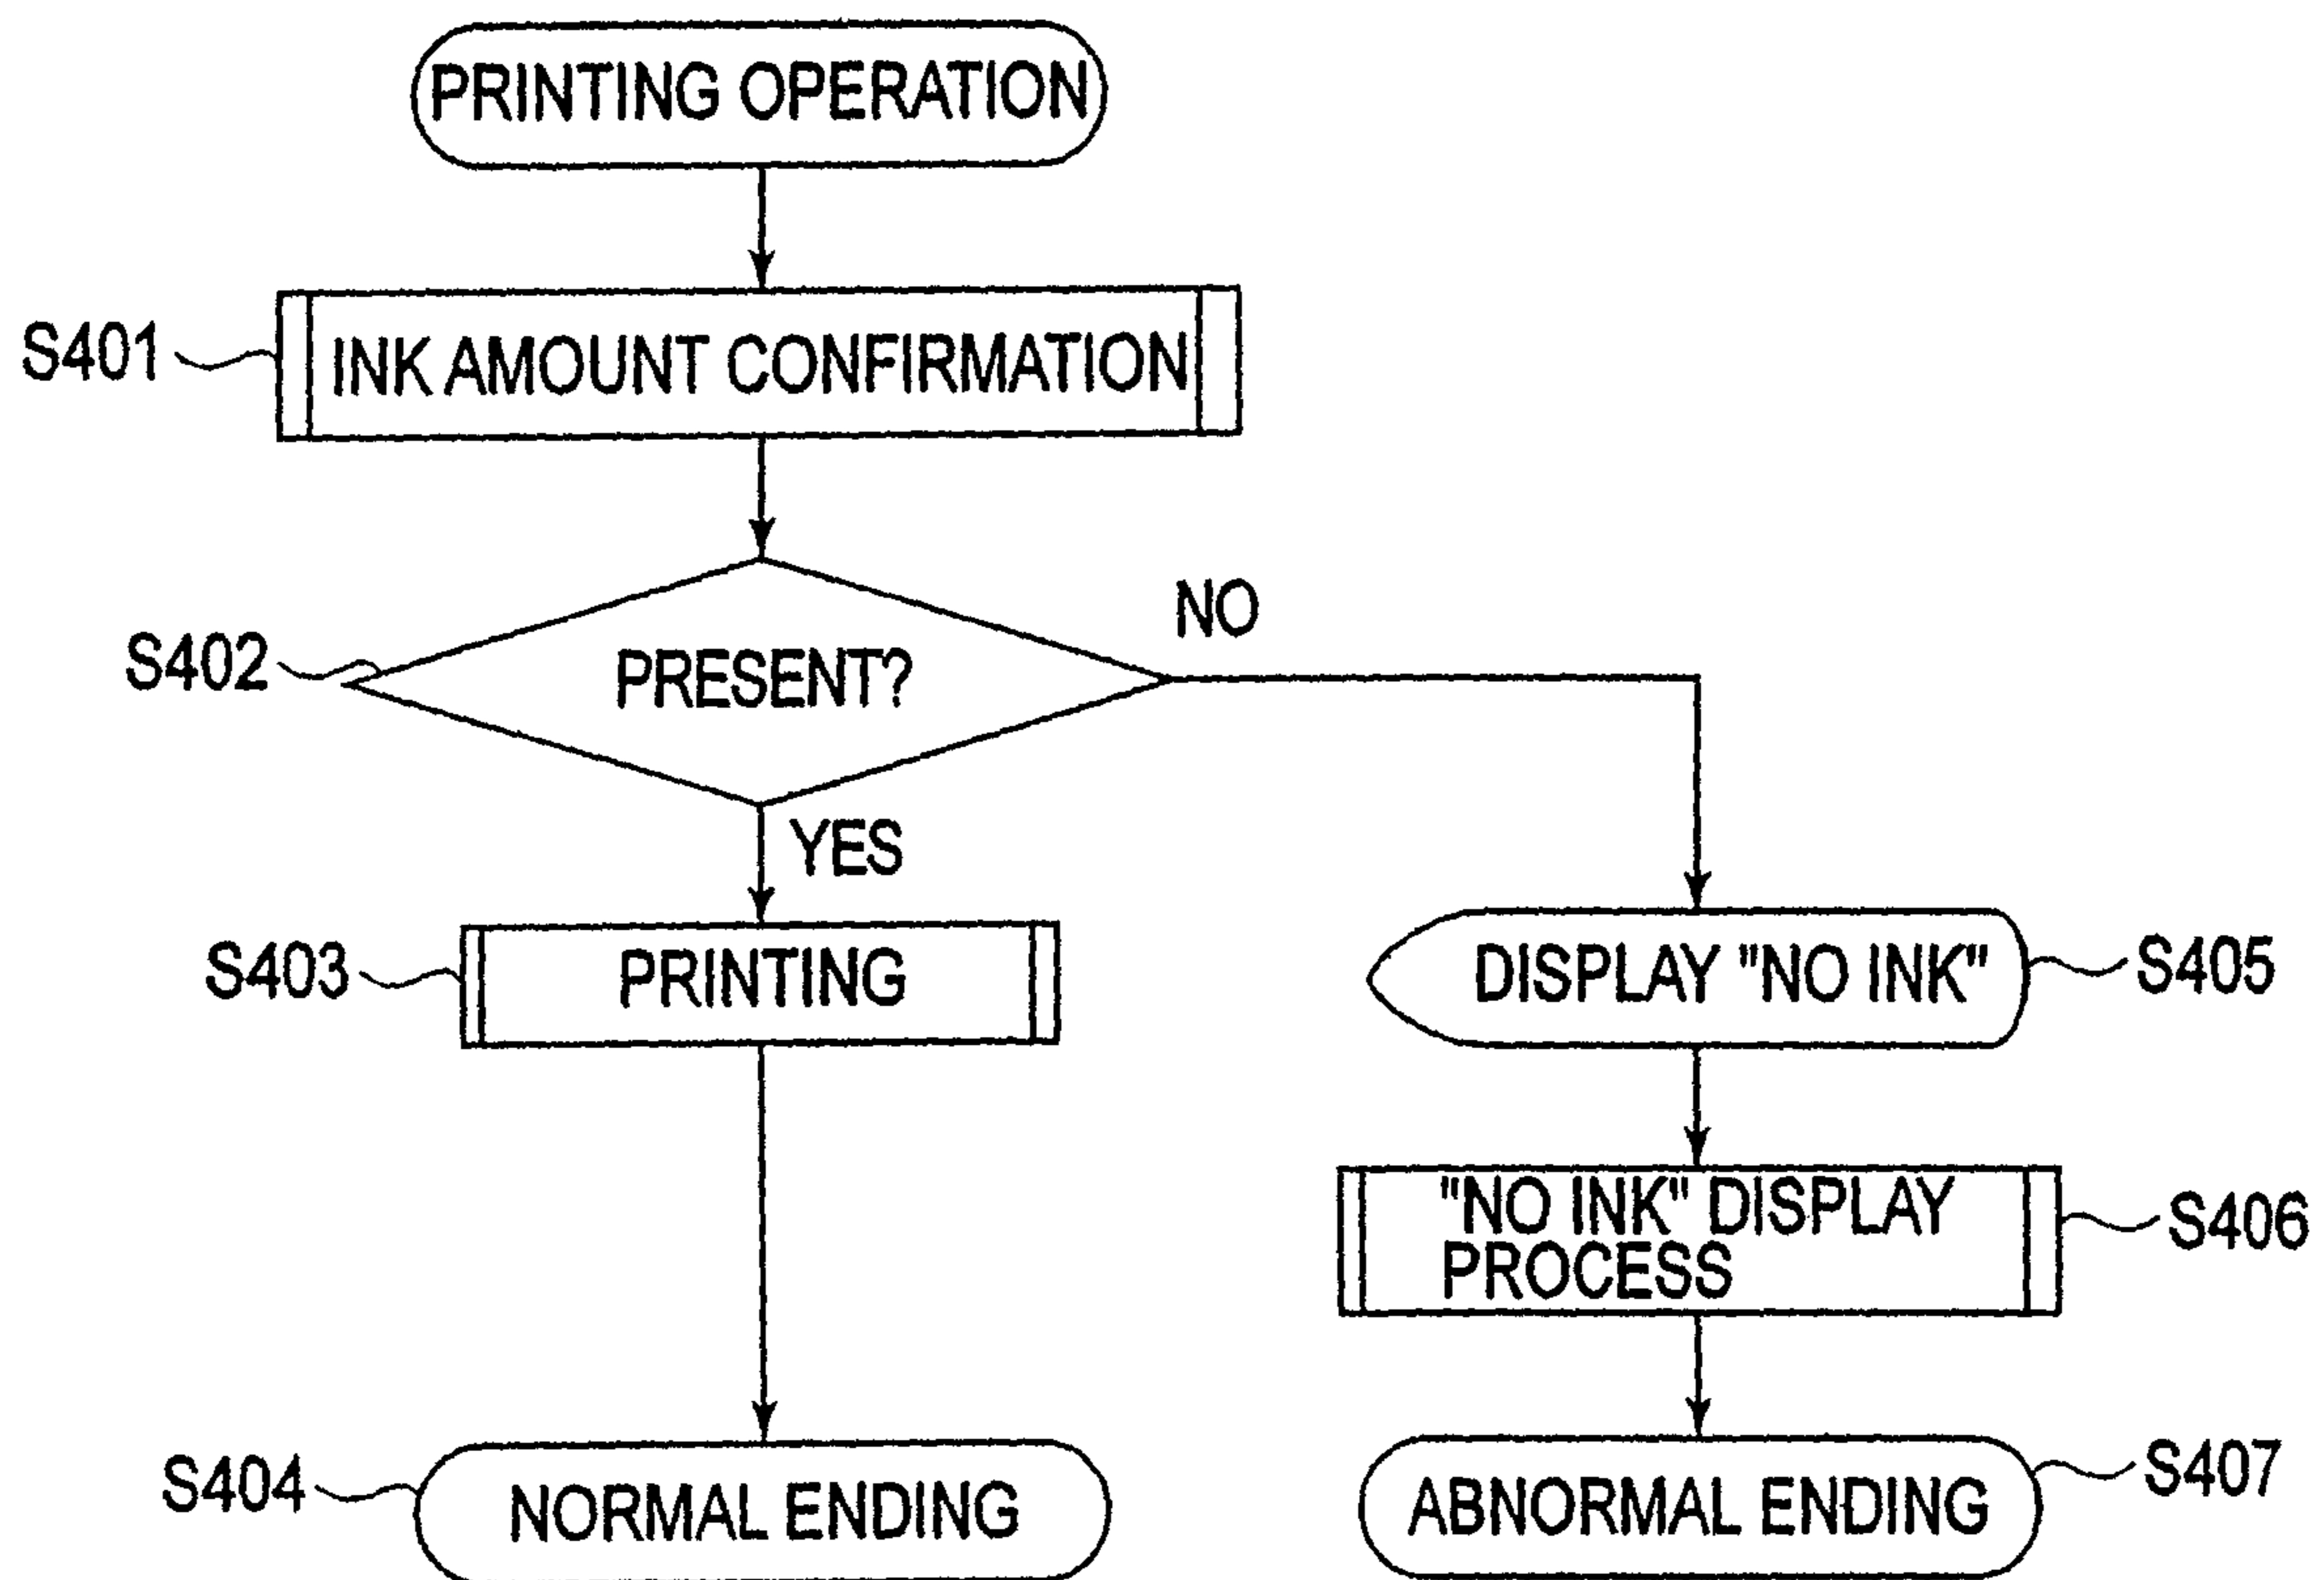 PRINTING OPERATION
S401
INK AMOUNT CONFIRMATION
S402
PRESENT?
NO
YES
S403
PRINTING
DISPLAY "NO INK"
S405
"NO INK" DISPLAY
PROCESS
S406
S404
NORMAL ENDING
ABNORMAL ENDING
S407